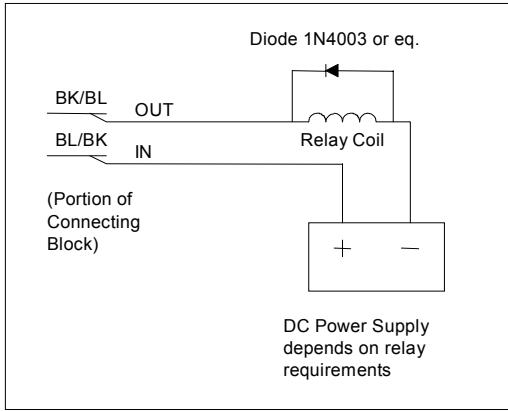 Diode 1N4003 or eq.
BK/BL
OUT
Relay Coil
BL/BK
IN
(Portion of
Connecting
Block)
+ —
DC Power Supply
depends on relay
requirements